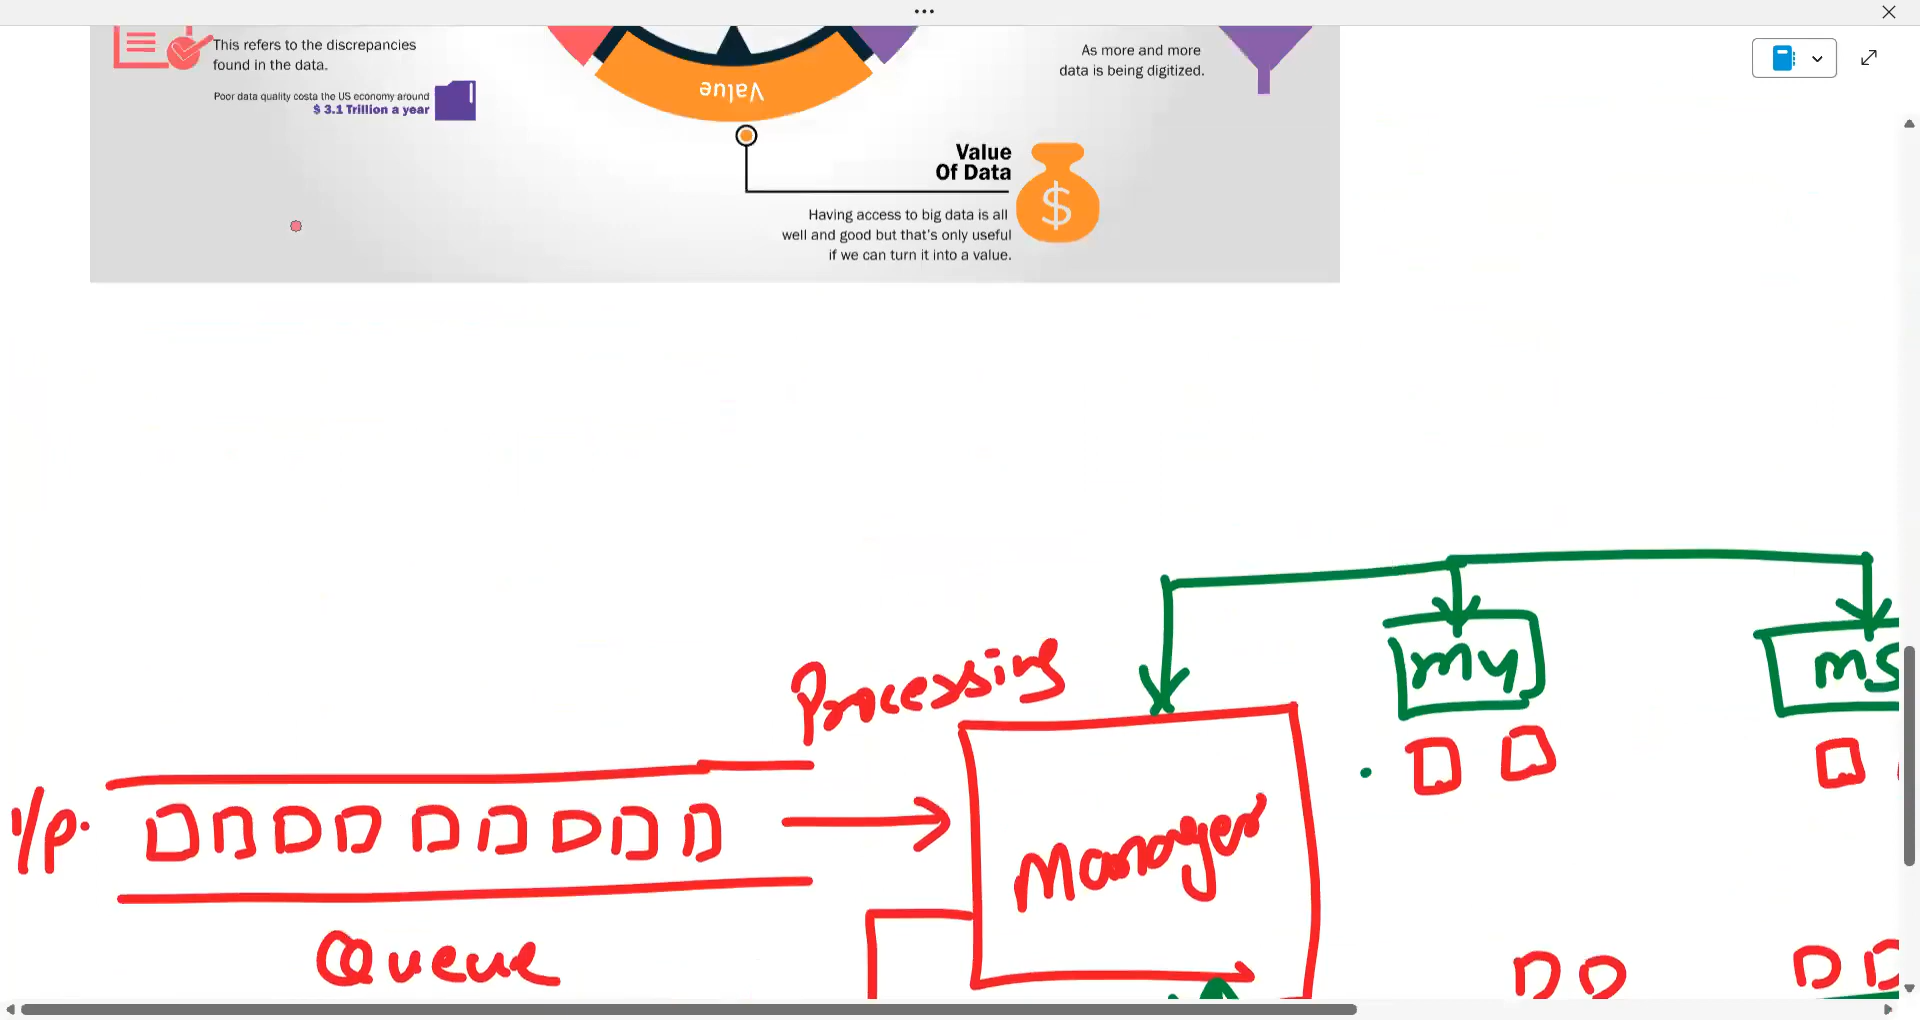 This refers to the discrepancies
found in the data.
Poor data quality costa the US economy around
$ 3.1 Trillion a year
Value
As more and more
data is being digitized.
Value
Of Data
$
Having access to big data is all
well and good but that's only useful
if we can turn it into a value.
Processing
M4
MS
I/p.
Manager
Queue